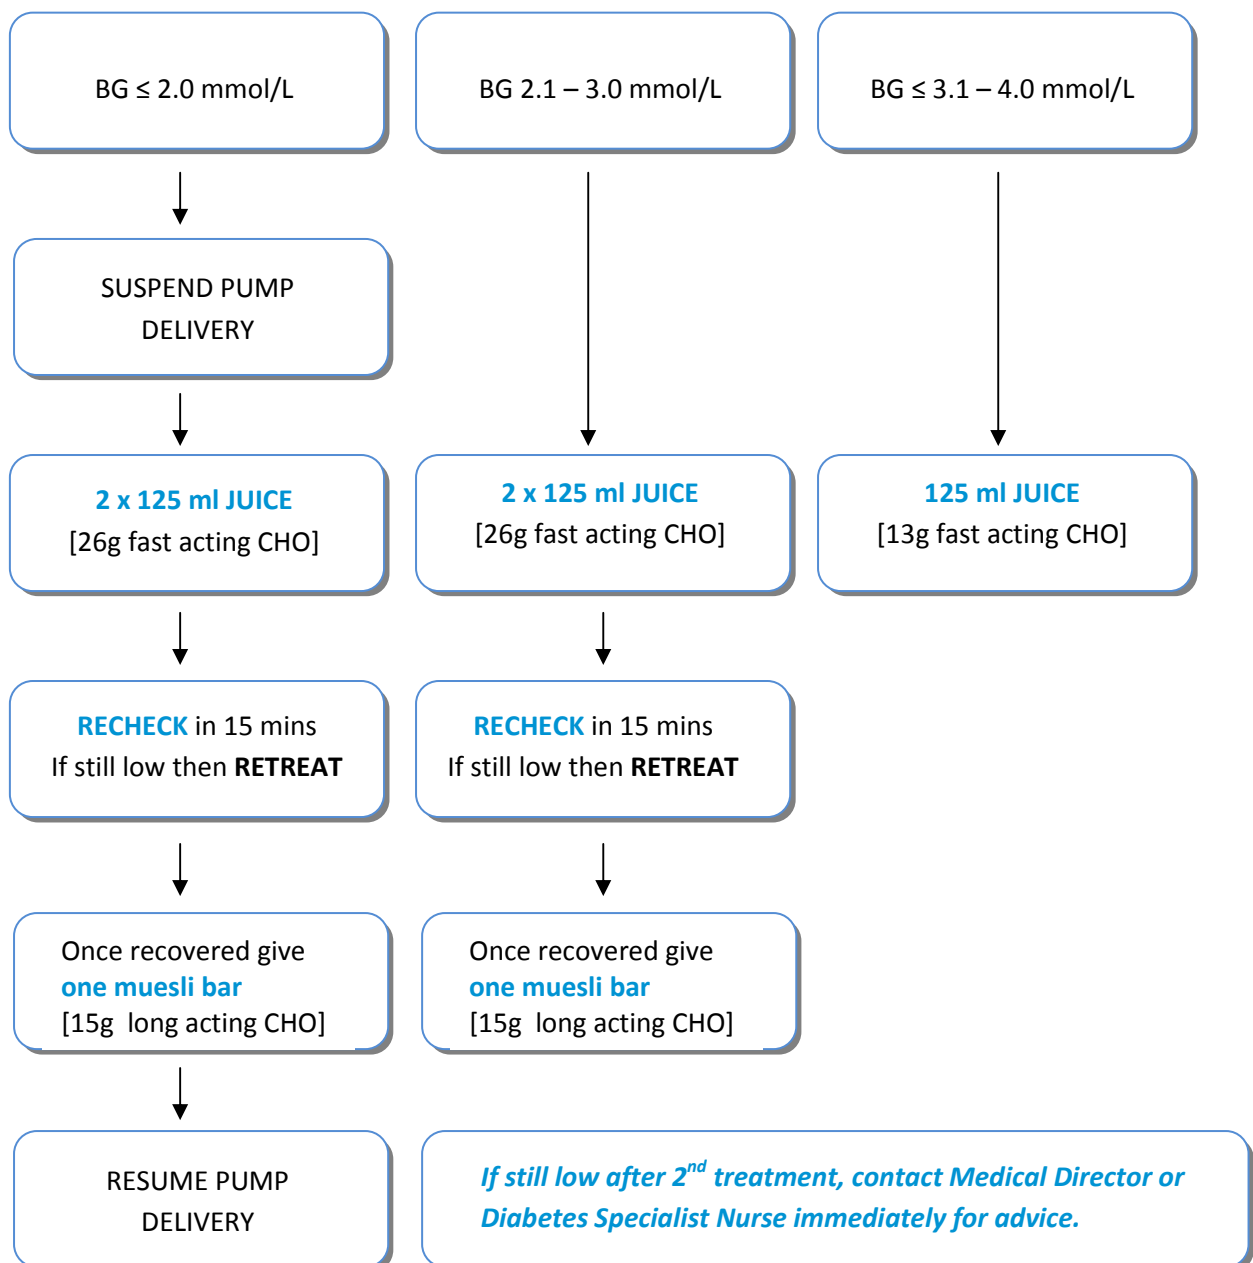 BG ≤ 2.0 mmol/L
BG 2.1 – 3.0 mmol/L
BG ≤ 3.1 – 4.0 mmol/L
SUSPEND PUMP
DELIVERY
2 x 125 ml JUICE
[26g fast acting CHO]
2 x 125 ml JUICE
[26g fast acting CHO]
125 ml JUICE
[13g fast acting CHO]
RECHECK in 15 mins
If still low then RETREAT
RECHECK in 15 mins
If still low then RETREAT
Once recovered give
one muesli bar
[15g long acting CHO]
Once recovered give
one muesli bar
[15g long acting CHO]
RESUME PUMP
DELIVERY
If still low after 2nd treatment, contact Medical Director or
Diabetes Specialist Nurse immediately for advice.